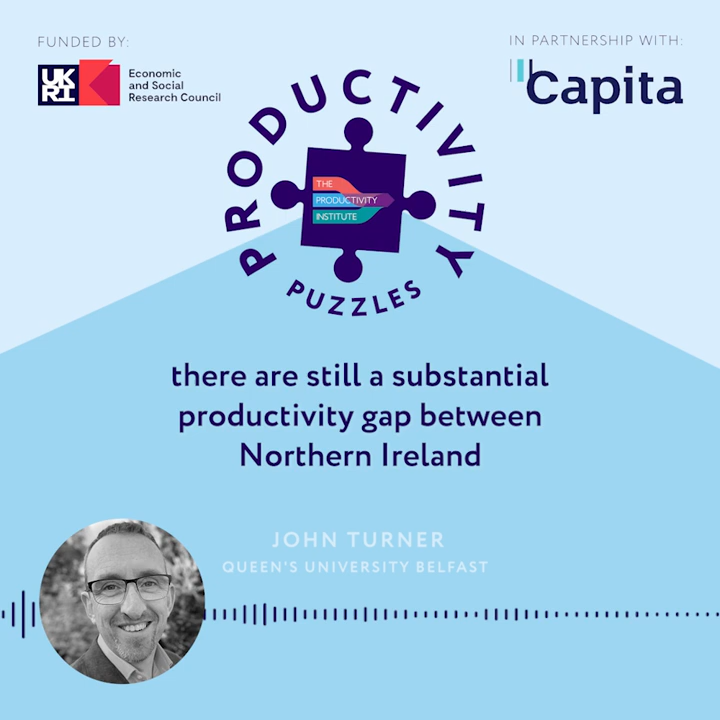 FUNDED BY:
UK
RI
Economic
and Social
Research Council
IN PARTNERSHIP WITH:
Capita
PRODUCTIVITY
THE
PRODUCTIVITY
INSTITUTE
PUZZLES
there are still a substantial
productivity gap between
Northern Ireland
JOHN TURNER
QUEEN'S UNIVERSITY BELFAST